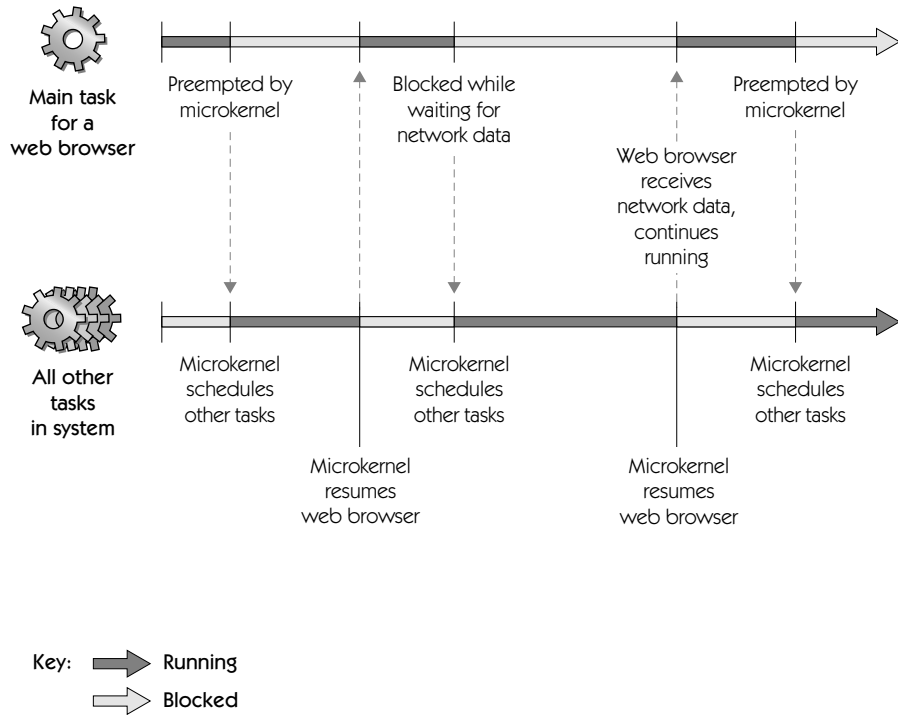 Main task
for a
web browser
Preempted by
microkernel
Blocked while
waiting for
network data
Web browser
receives
network data,
continues
running
Preempted by
microkernel
All other
tasks
in system
Microkernel
schedules
other tasks
Microkernel
resumes
web browser
Microkernel
schedules
other tasks
Microkernel
resumes
web browser
Microkernel
schedules
other tasks
Key:
Running
Blocked